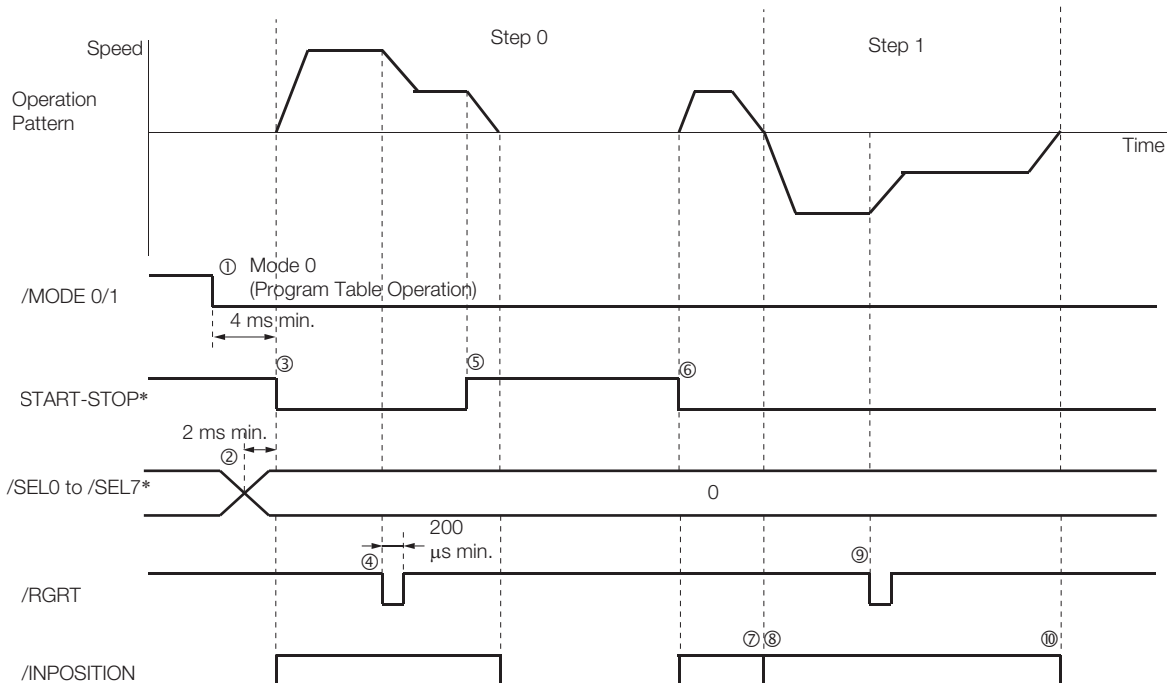 Speed
Step 0
Step 1
Operation
Pattern
Time
① Mode 0
(Program Table Operation)
/MODE 0/1
4 ms min.
③
⑤
⑥
START-STOP*
2 ms min.
②
/SEL0 to /SEL7*
0
200
μs min.
④
⑨
/RGRT
⑦
⑧
⑩
/INPOSITION